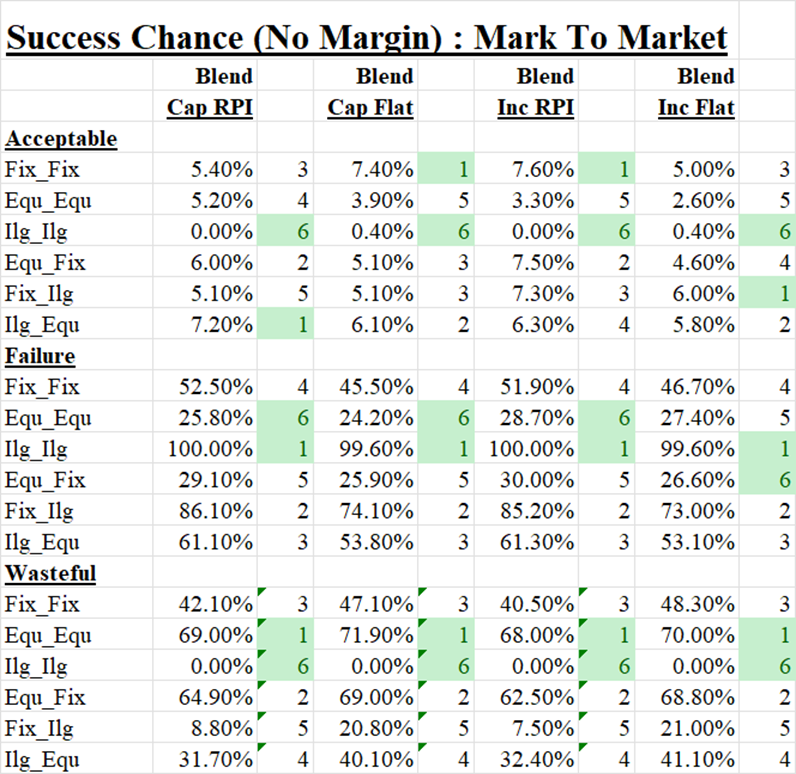 Success Chance (No Margin) : Mark To Market
Blend Blend Blend Blend
Cap RPI Cap Flat Inc RPI Inc Flat
Acceptable
Fix_Fix 5.40% 3 7.40% 1 7.60% 1 5.00% 3
Equ_Equ 5.20% 4 3.90% 5 3.30% 5 2.60% 5
Ilg_Ilg 0.00% 6 0.40% 6 0.00% 6 0.40% 6
Equ_Fix 6.00% 2 5.10% 3 7.50% 2 4.60% 4
Fix_Ilg 5.10% 5 5.10% 3 7.30% 3 6.00% 1
Ilg_Equ 7.20% 1 6.10% 2 6.30% 4 5.80% 2
Failure
Fix_Fix 52.50% 4 45.50% 4 51.90% 4 46.70% 4
Equ_Equ 25.80% 6 24.20% 6 28.70% 6 27.40% 5
Ilg_Ilg 100.00% 1 99.60% 1 100.00% 1 99.60% 1
Equ_Fix 29.10% 5 25.90% 5 30.00% 5 26.60% 6
Fix_Ilg 86.10% 2 74.10% 2 85.20% 2 73.00% 2
Ilg_Equ 61.10% 3 53.80% 3 61.30% 3 53.10% 3
Wasteful
Fix_Fix 42.10% 3 47.10% 3 40.50% 3 48.30% 3
Equ_Equ 69.00% 1 71.90% 1 68.00% 1 70.00% 1
Ilg_Ilg 0.00% 6 0.00% 6 0.00% 6 0.00% 6
Equ_Fix 64.90% 2 69.00% 2 62.50% 2 68.80% 2
Fix_Ilg 8.80% 5 20.80% 5 7.50% 5 21.00% 5
Ilg_Equ 31.70% 4 40.10% 4 32.40% 4 41.10% 4